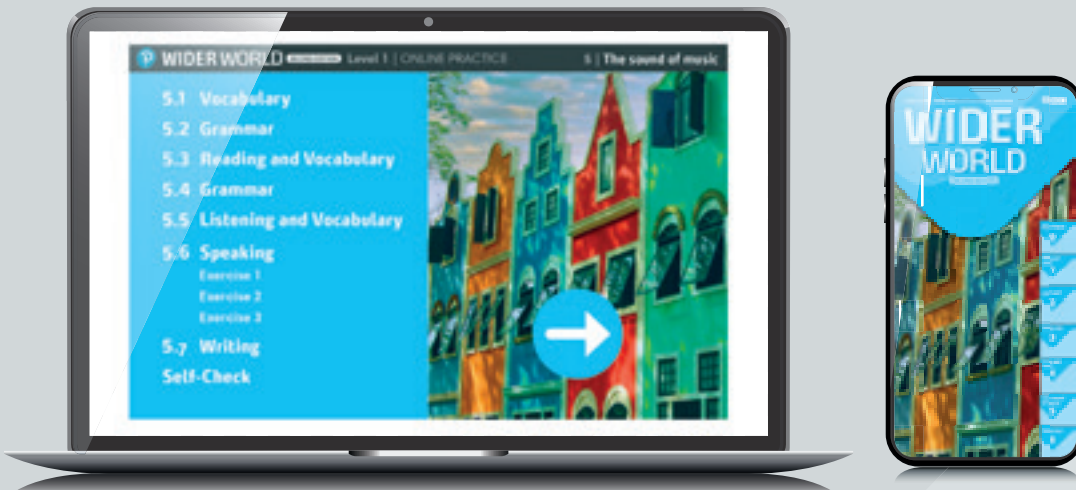 WIDER WORLD SECOND EDITION Level 1 | ONLINE PRACTICE 5 | The sound of music
5.1 Vocabulary
5.2 Grammar
5.3 Reading and Vocabulary
5.4 Grammar
5.5 Listening and Vocabulary
5.6 Speaking
Exercise 1
Exercise 2
Exercise 3
5.7 Writing
Self-Check
WIDER
WORLD